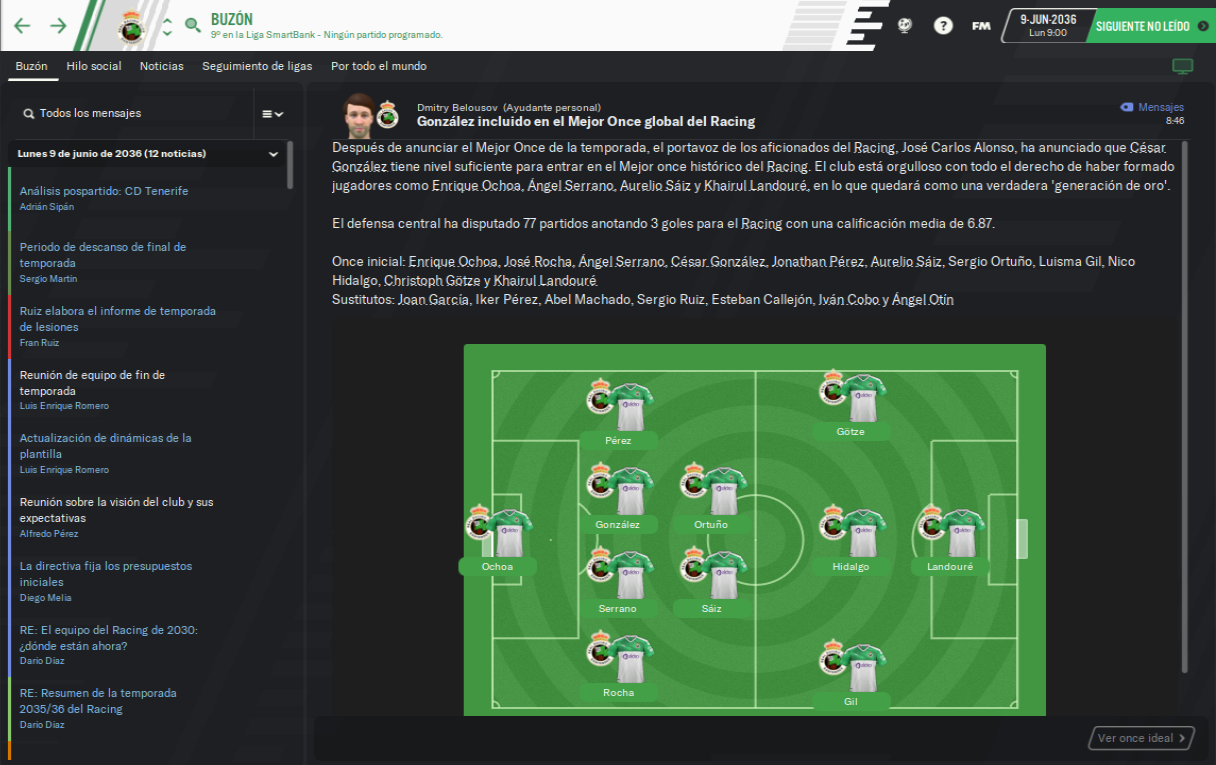 BUZÓN
9º en la Liga SmartBank - Ningún partido programado.
?
FM
9-JUN-2036
Lun 9:00
SIGUIENTE NO LEÍDO
Buzón Hilo social Noticias Seguimiento de ligas Por todo el mundo
Todos los mensajes
Lunes 9 de junio de 2036 (12 noticias)
Análisis pospartido: CD Tenerife
Adrián Sipán
Periodo de descanso de final de
temporada
Sergio Martín
Ruiz elabora el informe de temporada
de lesiones
Fran Ruiz
Reunión de equipo de fin de
temporada
Luis Enrique Romero
Actualización de dinámicas de la
plantilla
Luis Enrique Romero
Reunión sobre la visión del club y sus
expectativas
Alfredo Pérez
La directiva fija los presupuestos
iniciales
Diego Melia
RE: El equipo del Racing de 2030:
¿dónde están ahora?
Darío Díaz
RE: Resumen de la temporada
2035/36 del Racing
Darío Díaz
Dmitry Belousov (Ayudante personal)
González incluido en el Mejor Once global del Racing
Mensajes
8:46
Después de anunciar el Mejor Once de la temporada, el portavoz de los aficionados del Racing, José Carlos Alonso, ha anunciado que César
González tiene nivel suficiente para entrar en el Mejor once histórico del Racing. El club está orgulloso con todo el derecho de haber formado
jugadores como Enrique Ochoa, Ángel Serrano, Aurelio Sáiz y Khairul Landouré, en lo que quedará como una verdadera 'generación de oro'.
El defensa central ha disputado 77 partidos anotando 3 goles para el Racing con una calificación media de 6.87.
Once inicial: Enrique Ochoa, José Rocha, Ángel Serrano, César González, Jonathan Pérez, Aurelio Sáiz, Sergio Ortuño, Luisma Gil, Nico
Hidalgo, Christoph Götze y Khairul Landouré
Sustitutos: Joan García, Iker Pérez, Abel Machado, Sergio Ruiz, Esteban Callejón, Iván Cobo y Ángel Otín
Pérez
Götze
González
Ortuño
Ochoa
Hidalgo
Landouré
Serrano
Sáiz
Rocha
Gil
Ver once ideal